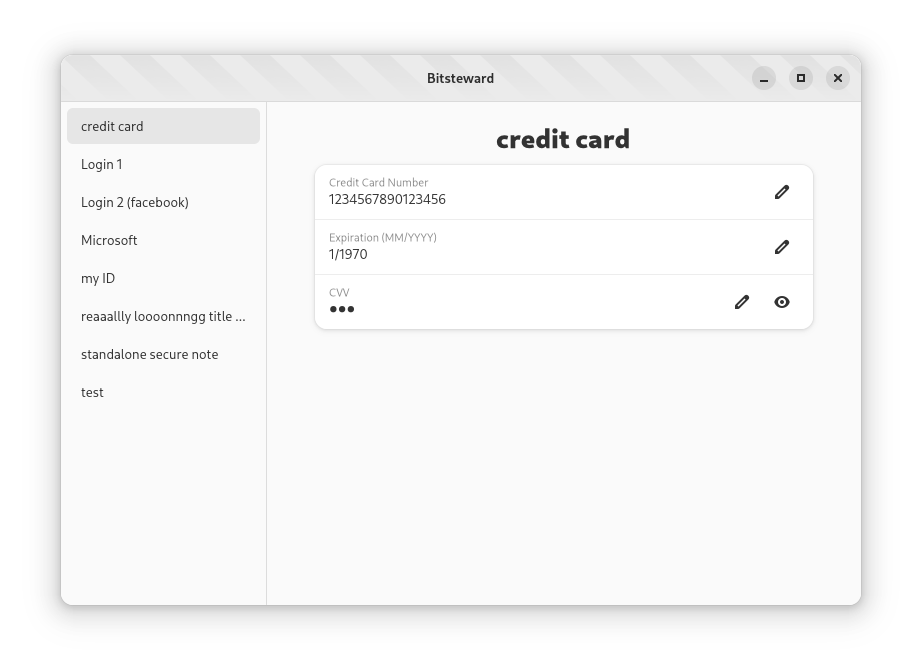 Bitsteward
credit card
Login 1
Login 2 (facebook)
Microsoft
my ID
reaaallly loooonnngg title ...
standalone secure note
test
credit card
Credit Card Number
1234567890123456
Expiration (MM/YYYY)
1/1970
CVV
●●●